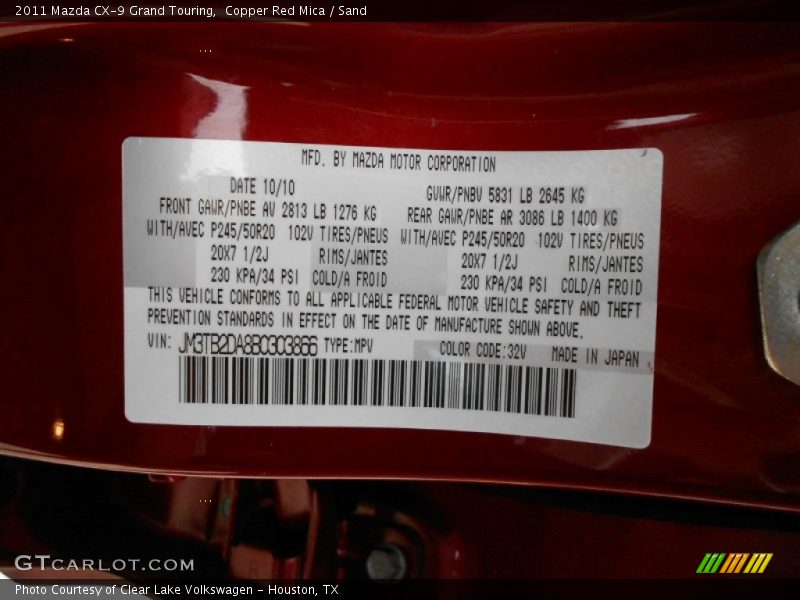 2011 Mazda CX-9 Grand Touring,  Copper Red Mica / Sand
MFD. BY MAZDA MOTOR CORPORATION
DATE 10/10 GVWR/PNBV 5831 LB 2645 KG
FRONT GAWR/PNBE AV 2813 LB 1276 KG REAR GAWR/PNBE AR 3086 LB 1400 KG
WITH/AVEC P245/50R20 102V TIRES/PNEUS WITH/AVEC P245/50R20 102V TIRES/PNEUS
20X7 1/2J RIMS/JANTES 20X7 1/2J RIMS/JANTES
230 KPA/34 PSI COLD/A FROID 230 KPA/34 PSI COLD/A FROID
THIS VEHICLE CONFORMS TO ALL APPLICABLE FEDERAL MOTOR VEHICLE SAFETY AND THEFT
PREVENTION STANDARDS IN EFFECT ON THE DATE OF MANUFACTURE SHOWN ABOVE.
VIN: JM3TB2DA8B0303866 TYPE:MPV COLOR CODE:32V MADE IN JAPAN
GTCARLOT.COM
Photo Courtesy of Clear Lake Volkswagen - Houston, TX